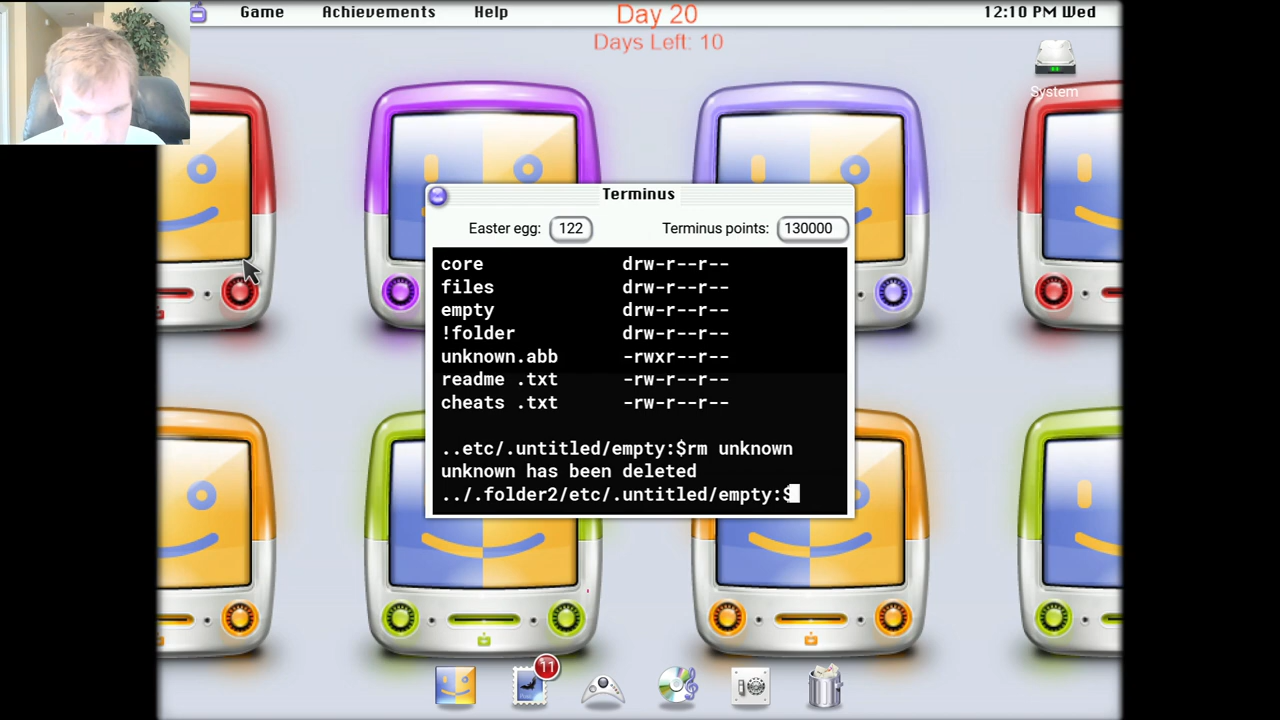 Game Achievements Help
Day 20
12:10 PM Wed
Days Left: 10
System
Terminus
Easter egg: 122 Terminus points: 130000
core drw-r--r--
files drw-r--r--
empty drw-r--r--
!folder drw-r--r--
unknown.abb -rwxr--r--
readme .txt -rw-r--r--
cheats .txt -rw-r--r--
..etc/.untitled/empty:$rm unknown
unknown has been deleted
../.folder2/etc/.untitled/empty:$
11